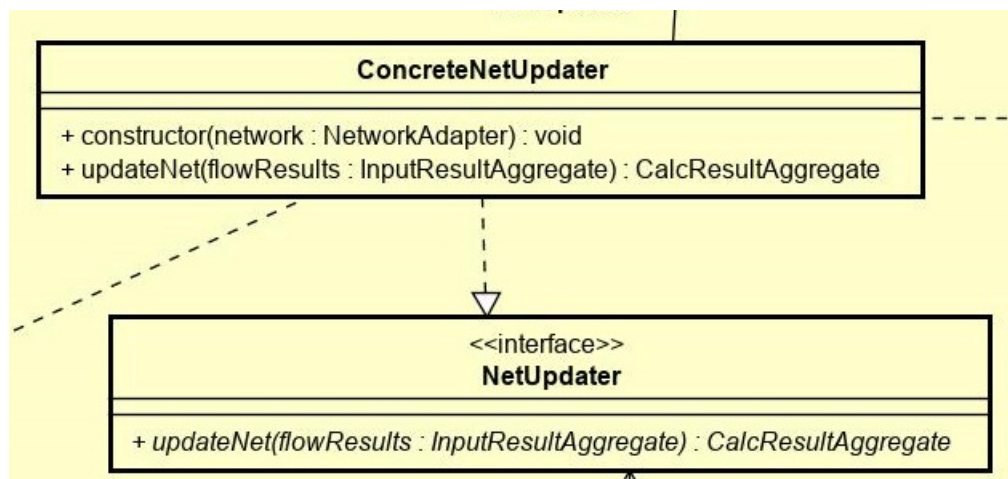 ConcreteNetUpdater
+ constructor(network : NetworkAdapter) : void
+ updateNet(flowResults : InputResultAggregate) : CalcResultAggregate
<<interface>>
NetUpdater
+ updateNet(flowResults : InputResultAggregate) : CalcResultAggregate